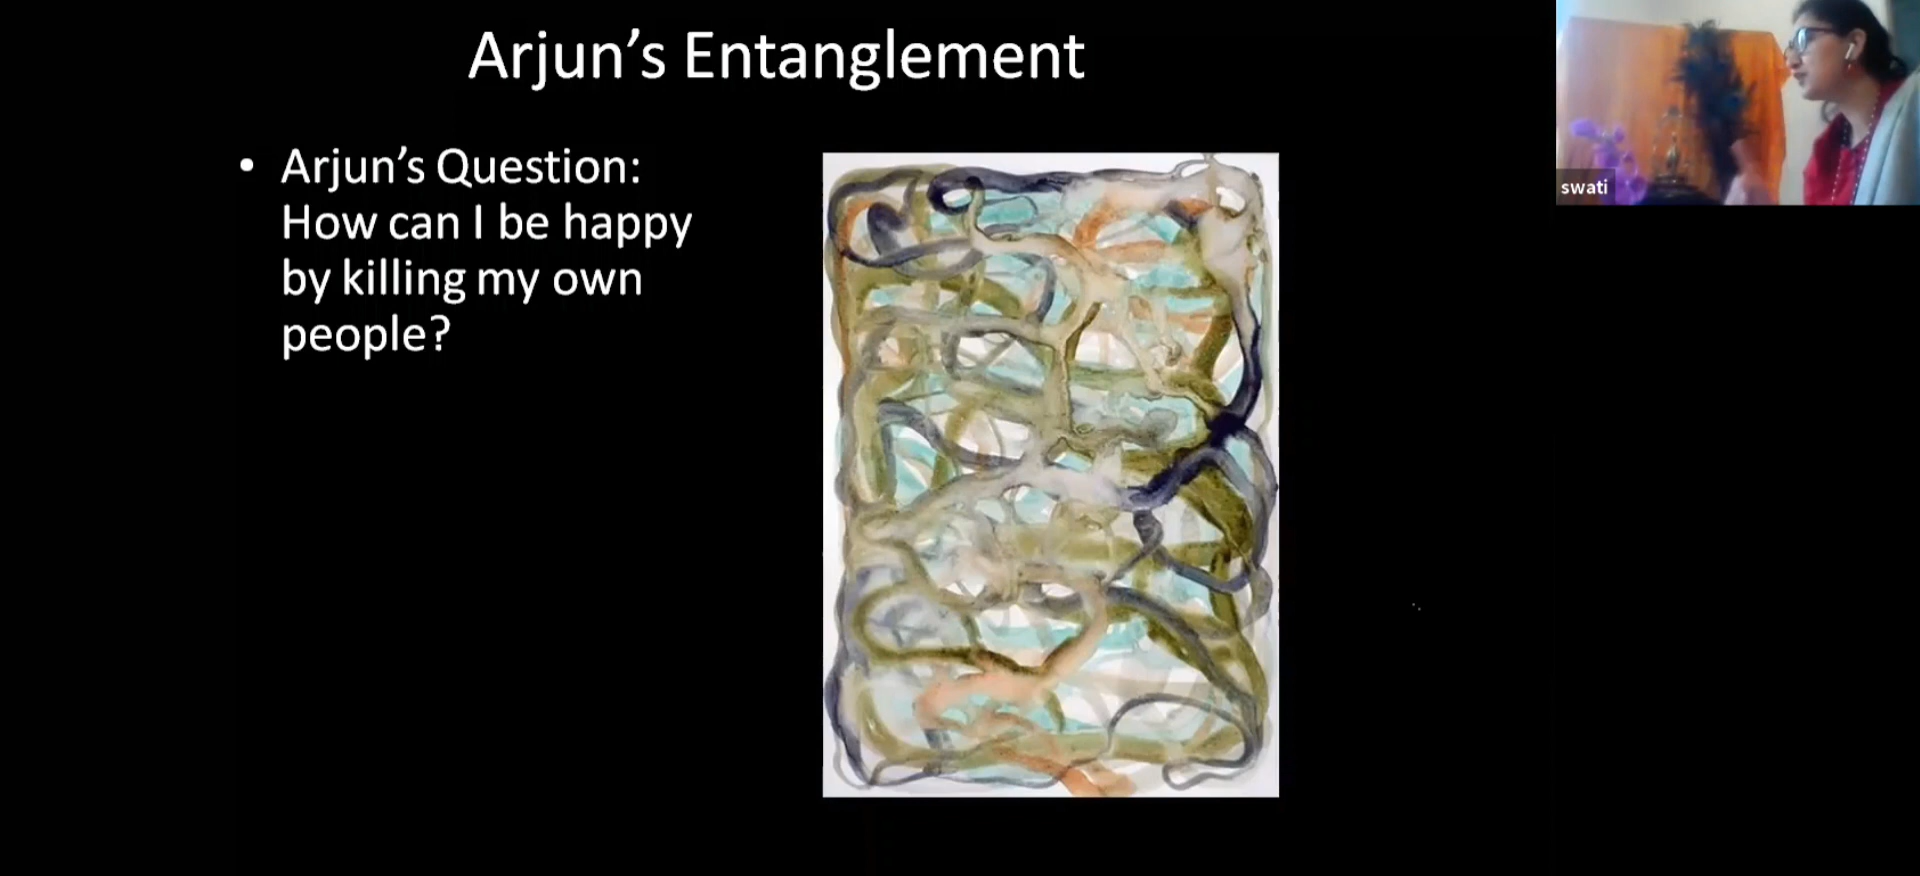 Arjun’s Entanglement
• Arjun’s Question:
How can I be happy
by killing my own
people?
swati